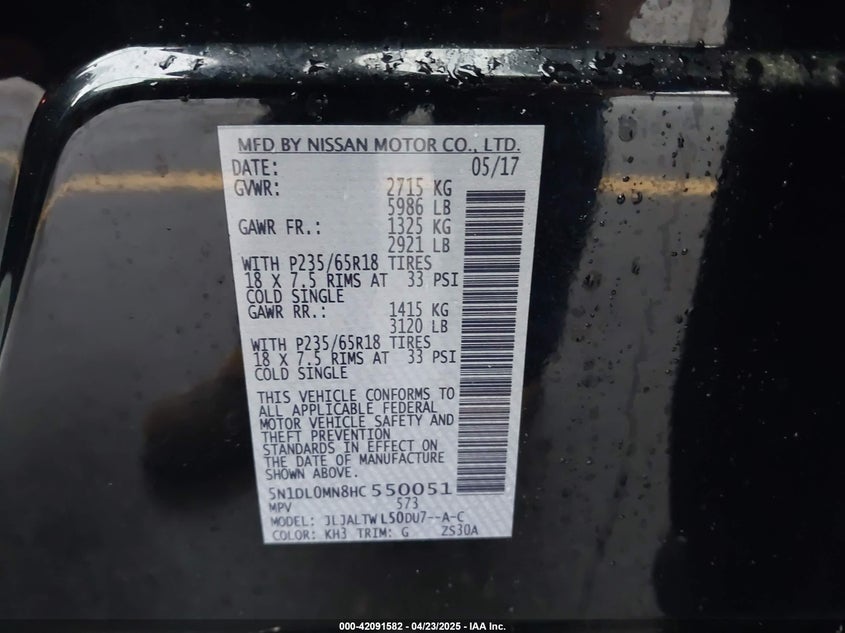 MFD BY NISSAN MOTOR CO., LTD.
DATE: 05/17
GVWR: 2715 KG
5986 LB
GAWR FR.: 1325 KG
2921 LB
WITH P235/65R18 TIRES
18 X 7.5 RIMS AT 33 PSI
COLD SINGLE
GAWR RR.: 1415 KG
3120 LB
WITH P235/65R18 TIRES
18 X 7.5 RIMS AT 33 PSI
COLD SINGLE
THIS VEHICLE CONFORMS TO
ALL APPLICABLE FEDERAL
MOTOR VEHICLE SAFETY AND
THEFT PREVENTION
STANDARDS IN EFFECT ON
THE DATE OF MANUFACTURE
SHOWN ABOVE.
5N1DL0MN8HC550051
MPV 573
MODEL: JLJALTWL50DU7--A-C
COLOR: KH3 TRIM: G ZS30A
000-42091582 - 04/23/2025 - IAA Inc.